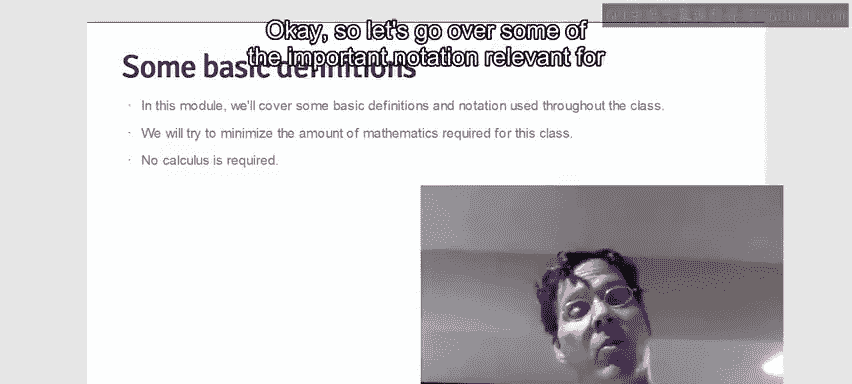 Okay, so let's go over some of
the important notation relevant for
Some basic definitions
In this module, we'll cover some basic definitions and notation used throughout the class.
We will try to minimize the amount of mathematics required for this class.
No calculus is required.